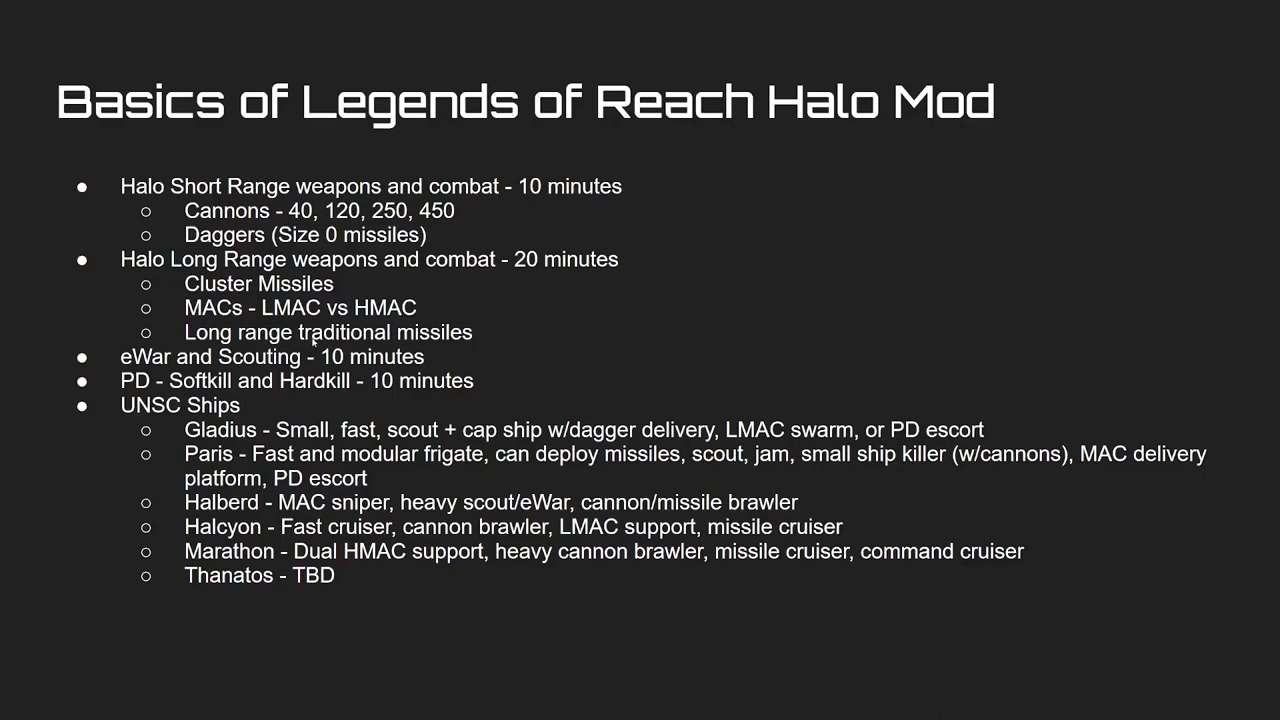 Basics of Legends of Reach Halo Mod
● Halo Short Range weapons and combat - 10 minutes
○ Cannons - 40, 120, 250, 450
○ Daggers (Size 0 missiles)
● Halo Long Range weapons and combat - 20 minutes
○ Cluster Missiles
○ MACs - LMAC vs HMAC
○ Long range traditional missiles
● eWar and Scouting - 10 minutes
● PD - Softkill and Hardkill - 10 minutes
● UNSC Ships
○ Gladius - Small, fast, scout + cap ship w/dagger delivery, LMAC swarm, or PD escort
○ Paris - Fast and modular frigate, can deploy missiles, scout, jam, small ship killer (w/cannons), MAC delivery
platform, PD escort
○ Halberd - MAC sniper, heavy scout/eWar, cannon/missile brawler
○ Halcyon - Fast cruiser, cannon brawler, LMAC support, missile cruiser
○ Marathon - Dual HMAC support, heavy cannon brawler, missile cruiser, command cruiser
○ Thanatos - TBD